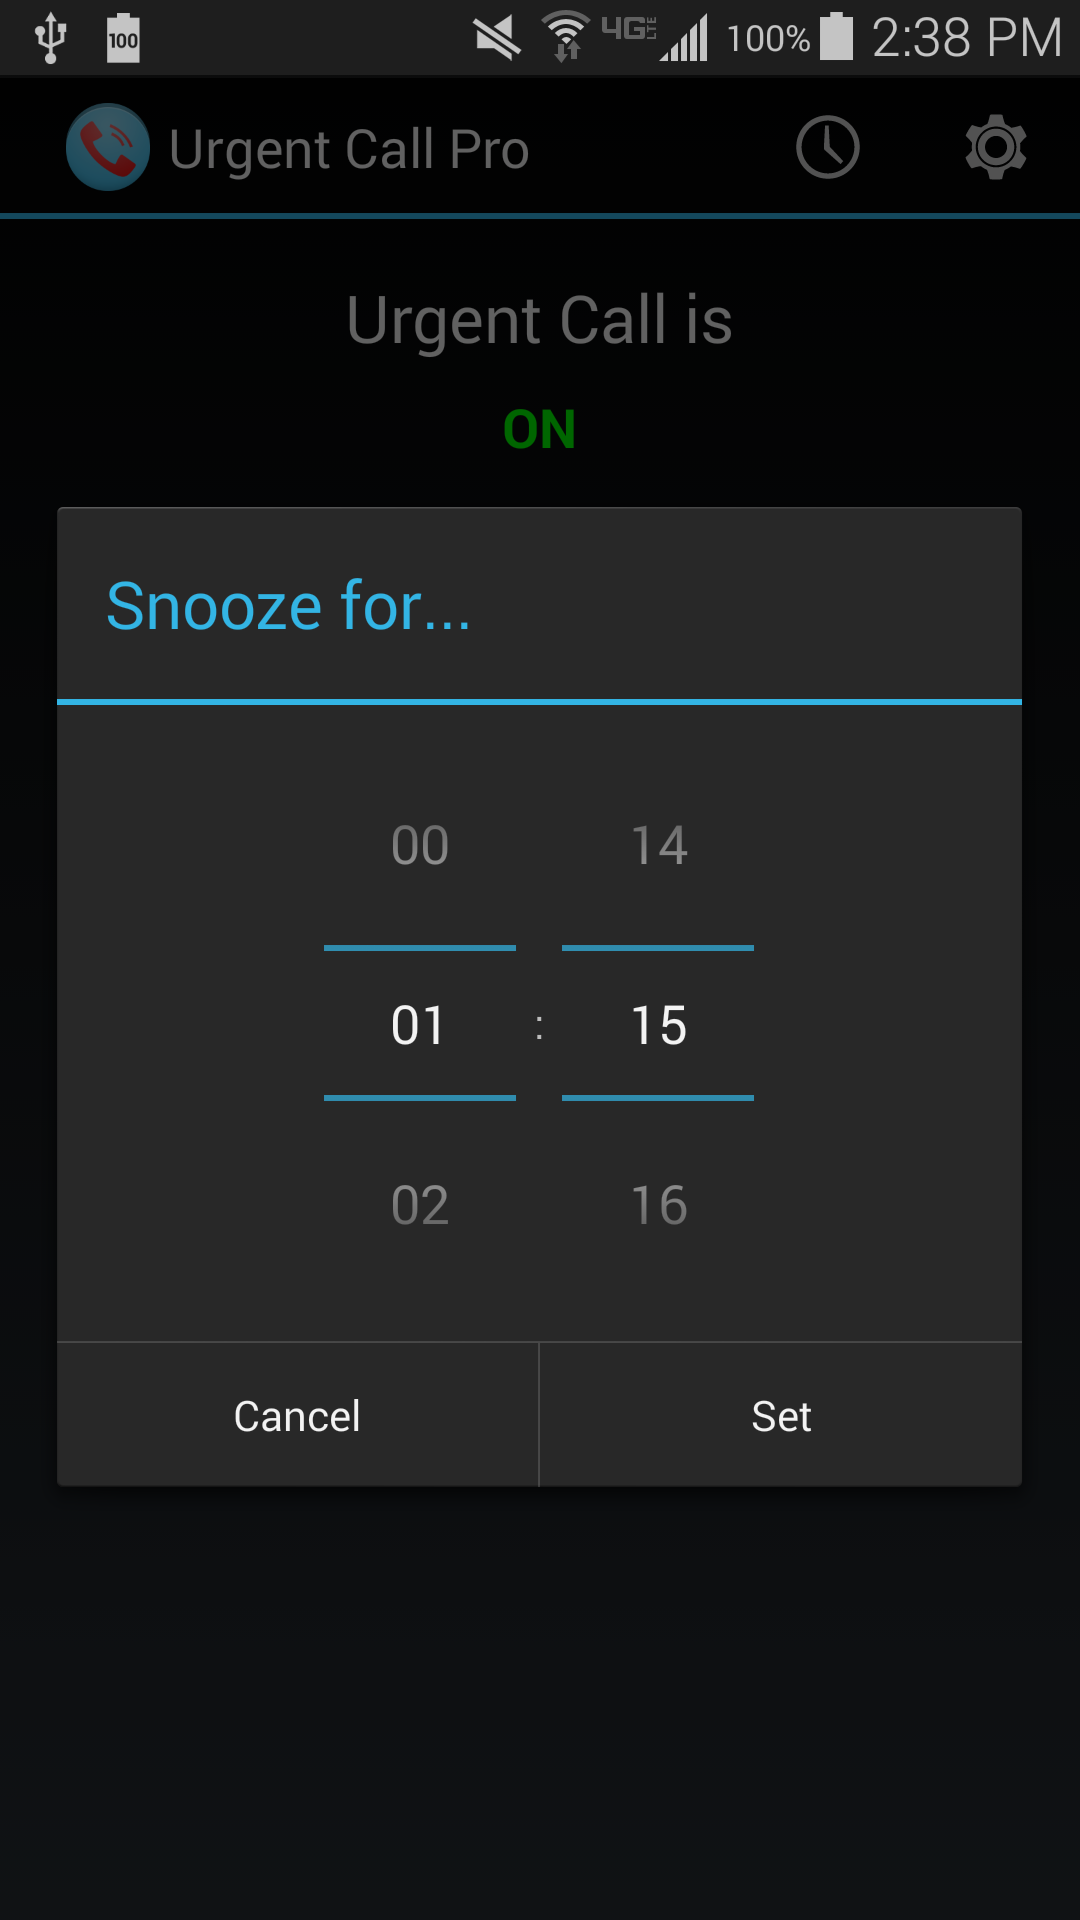 100 4G LTE 100% 2:38 PM
Urgent Call Pro
Urgent Call is
ON
Snooze for...
00 14
01 : 15
02 16
Cancel Set